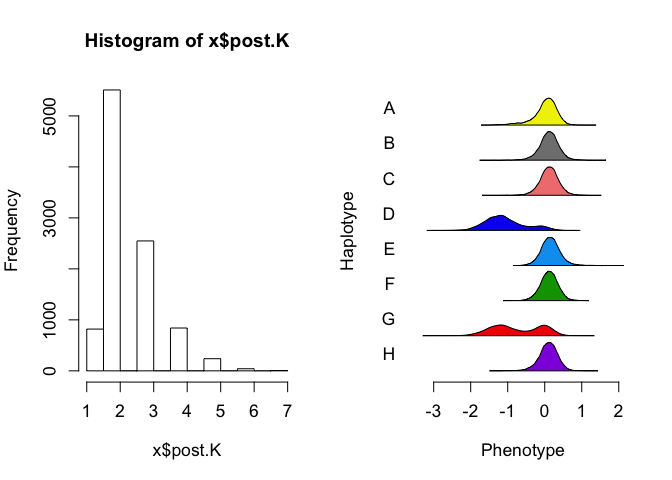 Histogram of x$post.K
Frequency
5000
3000
1000
0
1 2 3 4 5 6 7
x$post.K
Haplotype
A
B
C
D
E
F
G
H
-3 -2 -1 0 1 2
Phenotype